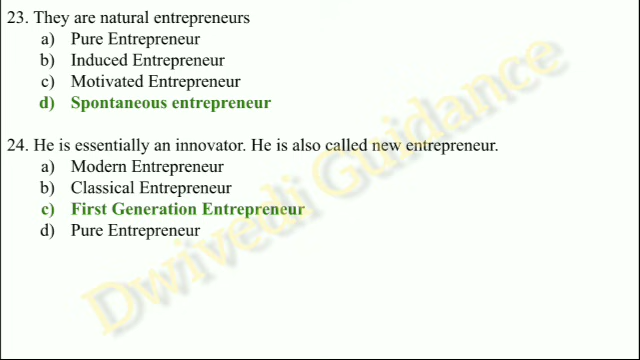 23. They are natural entrepreneurs
a) Pure Entrepreneur
b) Induced Entrepreneur
c) Motivated Entrepreneur
d) Spontaneous entrepreneur
24. He is essentially an innovator. He is also called new entrepreneur.
a) Modern Entrepreneur
b) Classical Entrepreneur
c) First Generation Entrepreneur
d) Pure Entrepreneur
Dwivedi Guidance